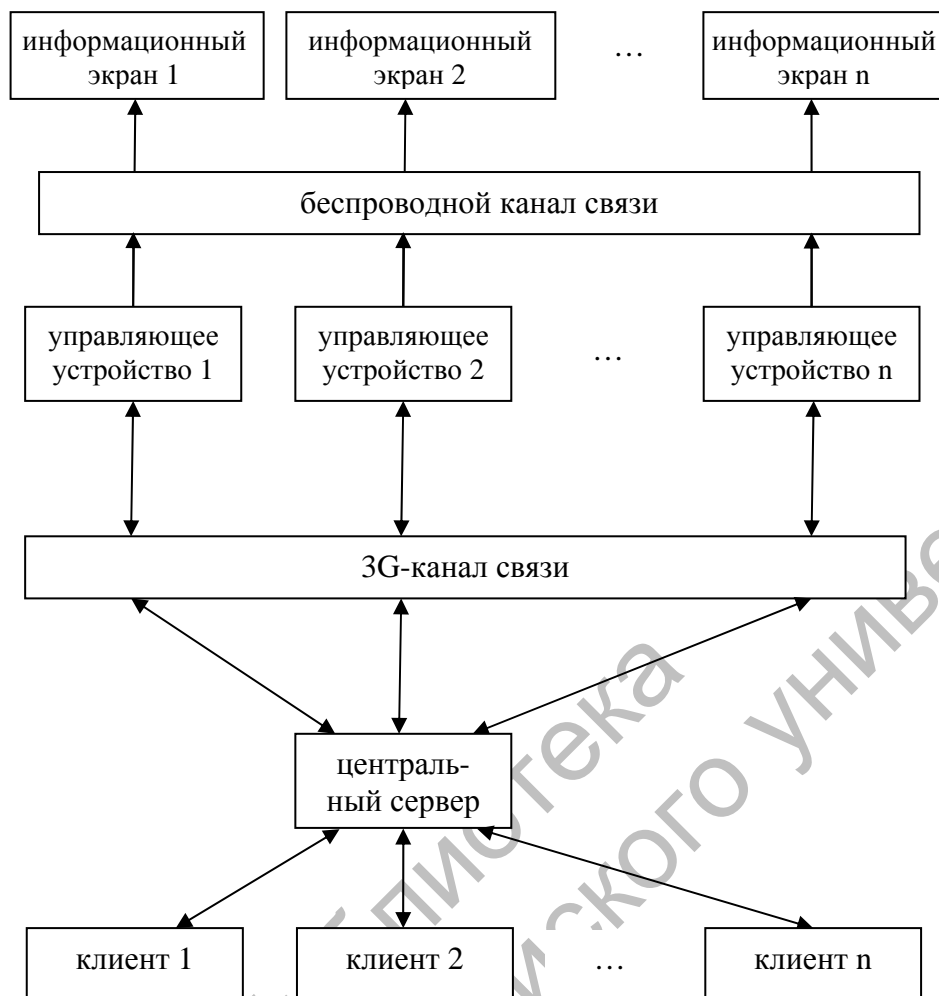 информационный
экран 1
информационный
экран 2
...
информационный
экран n
беспроводной канал связи
управляющее
устройство 1
управляющее
устройство 2
...
управляющее
устройство n
3G-канал связи
централь-
ный сервер
клиент 1
клиент 2
...
клиент n